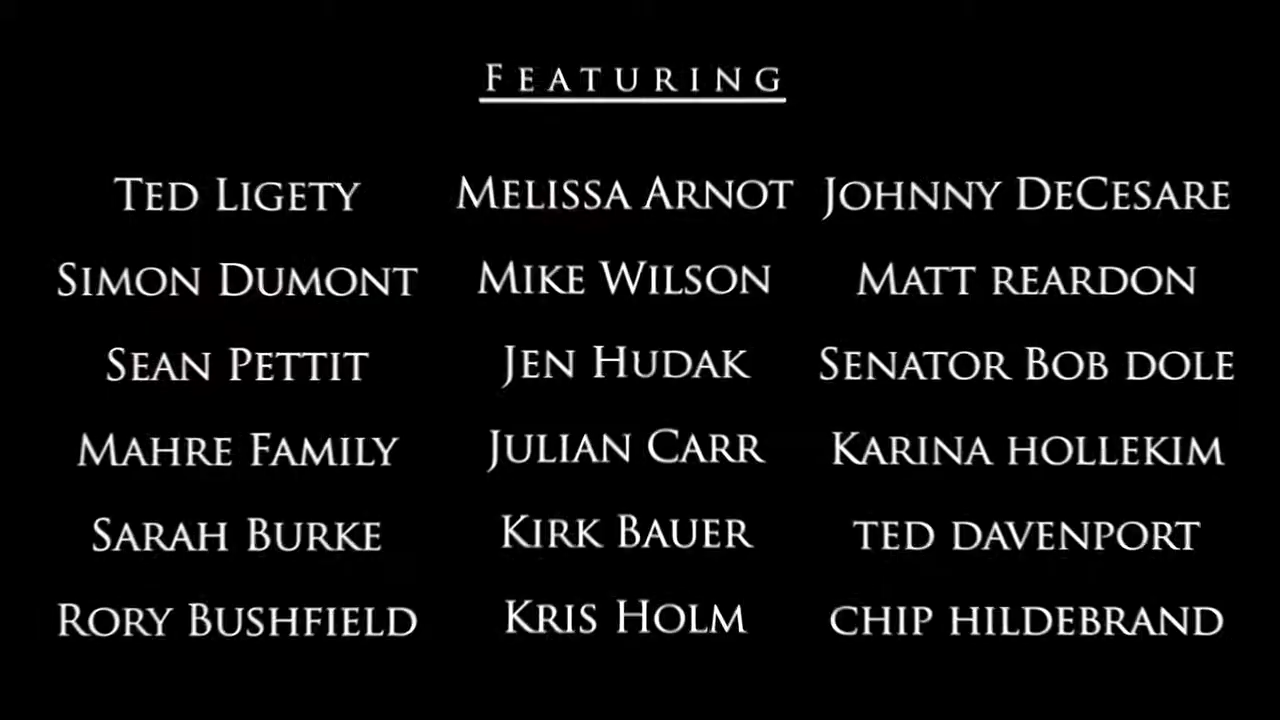 FEATURING
TED LIGETY
SIMON DUMONT
SEAN PETTIT
MAHRE FAMILY
SARAH BURKE
RORY BUSHFIELD
MELISSA ARNOT
MIKE WILSON
JEN HUDAK
JULIAN CARR
KIRK BAUER
KRIS HOLM
JOHNNY DECESARE
MATT REARDON
SENATOR BOB DOLE
KARINA HOLLEKIM
TED DAVENPORT
CHIP HILDEBRAND